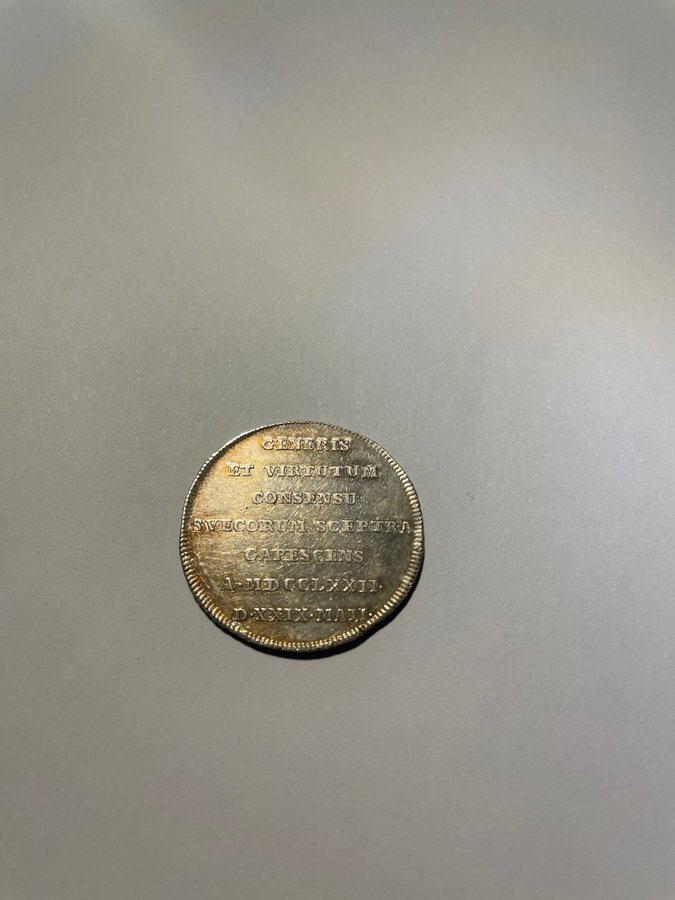 GENERIS
ET VIRTUTUM
CONSENSU
SVECORUM SCEPTRA
CAPESCENS
A·MDCCLXXII·
D·XXIX·MAII·